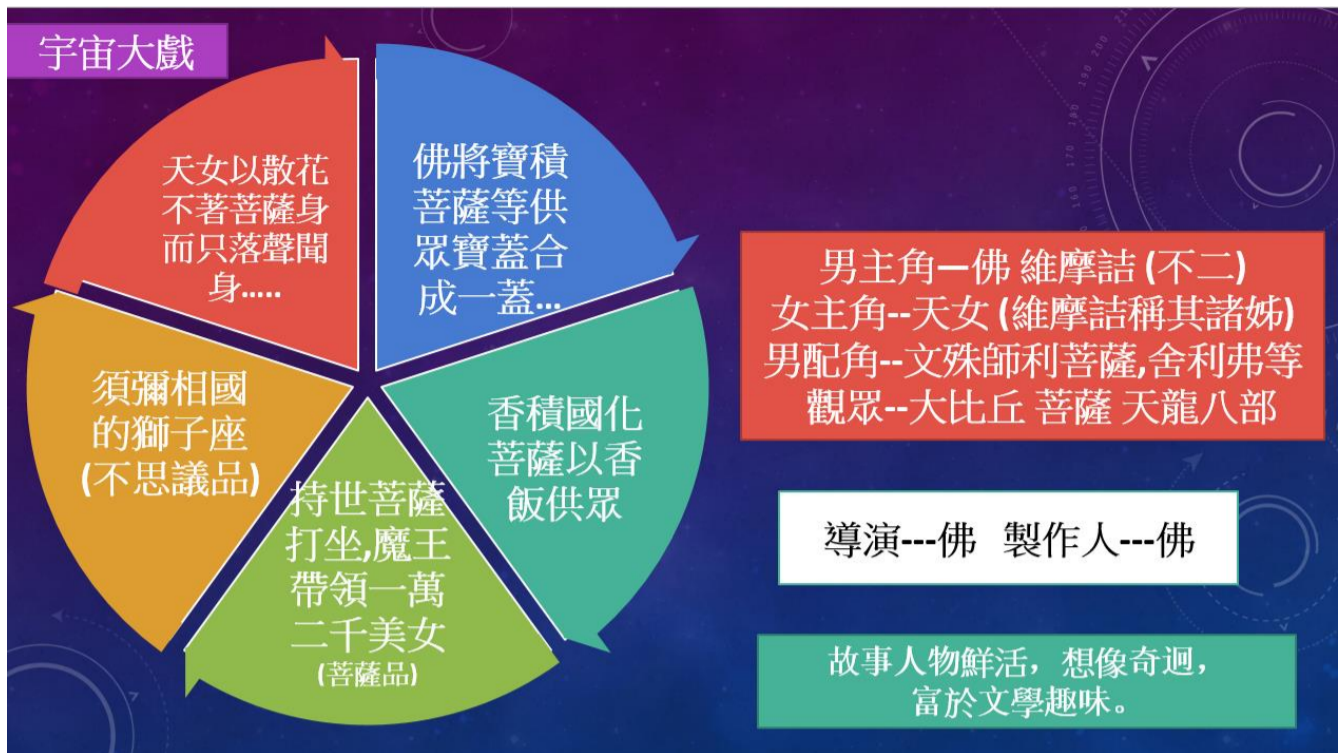 宇宙大戲
佛將寶積
菩薩等供
眾寶蓋合
成一蓋...
香積國化
菩薩以香
飯供眾
持世菩薩
打坐,魔王
帶領一萬
二千美女
(菩薩品)
須彌相國
的獅子座
(不思議品)
天女以散花
不著菩薩身
而只落聲聞
身.....
男主角—佛 維摩詰 (不二)
女主角--天女 (維摩詰稱其諸姊)
男配角--文殊師利菩薩,舍利弗等
觀眾--大比丘 菩薩 天龍八部
導演---佛 製作人---佛
故事人物鮮活，想像奇迥，
富於文學趣味。